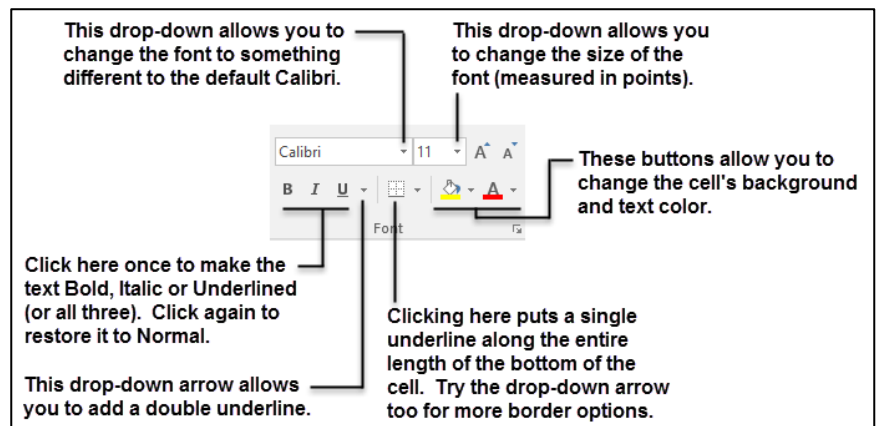 This drop-down allows you to
change the font to something
different to the default Calibri.
This drop-down allows you
to change the size of the
font (measured in points).
Calibri
11
A A
These buttons allow you to
change the cell's background
and text color.
B I U
A
Font
Click here once to make the
text Bold, Italic or Underlined
(or all three).  Click again to
restore it to Normal.
This drop-down arrow allows
you to add a double underline.
Clicking here puts a single
underline along the entire
length of the bottom of the
cell.  Try the drop-down arrow
too for more border options.